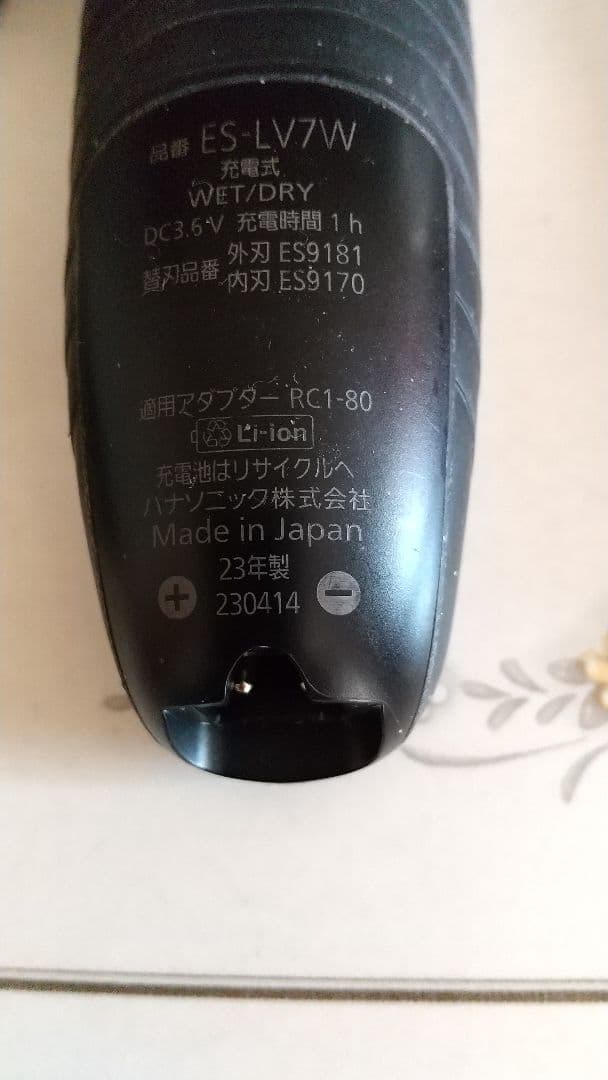 品番 ES-LV7W
充電式
WET/DRY
DC3.6V 充電時間1h
替刃品番 外刃 ES9181
内刃 ES9170
適用アダプター RC1-80
Li-ion
充電池はリサイクルへ
パナソニック株式会社
Made in Japan
23年製
230414